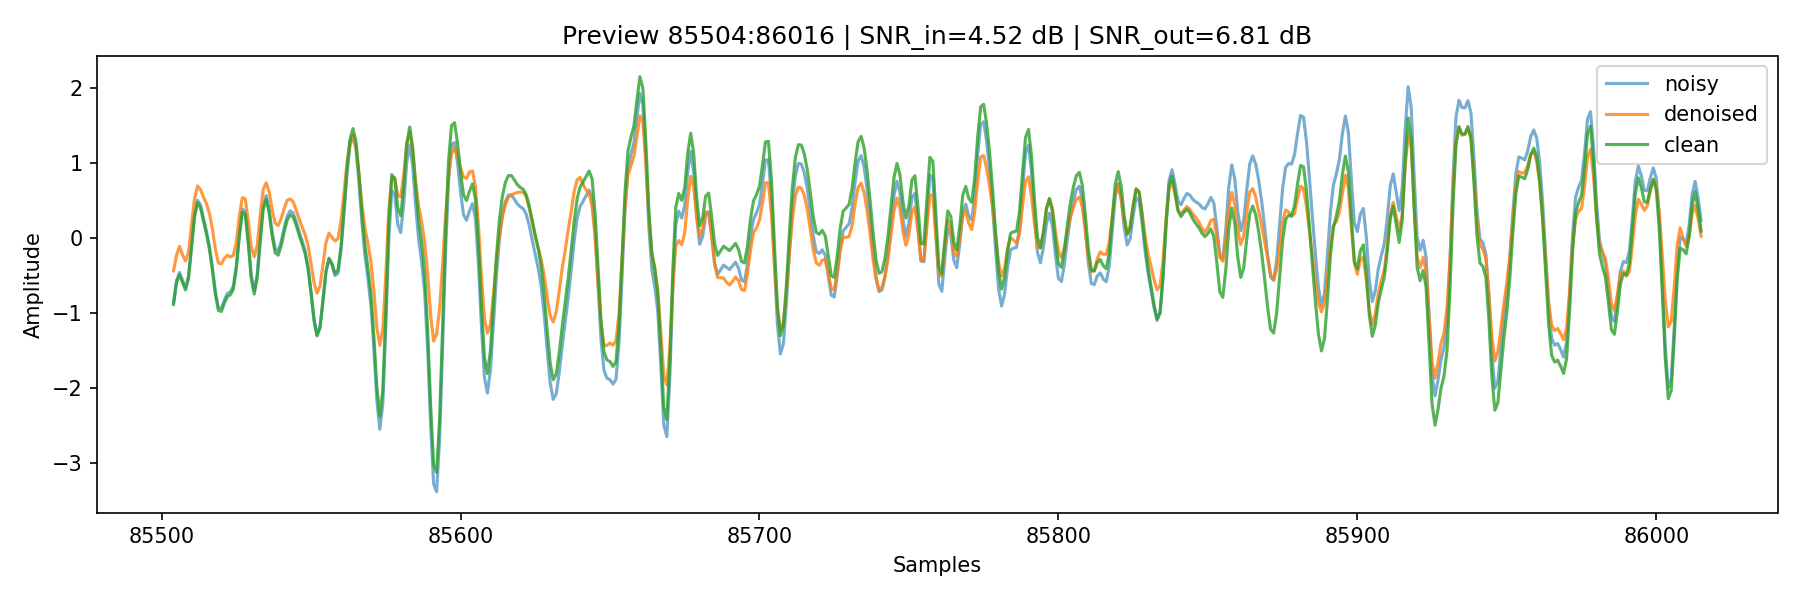 Preview 85504:86016 | SNR_in=4.52 dB | SNR_out=6.81 dB
noisy
denoised
clean
Amplitude
2
1
0
−1
−2
−3
85500 85600 85700 85800 85900 86000
Samples